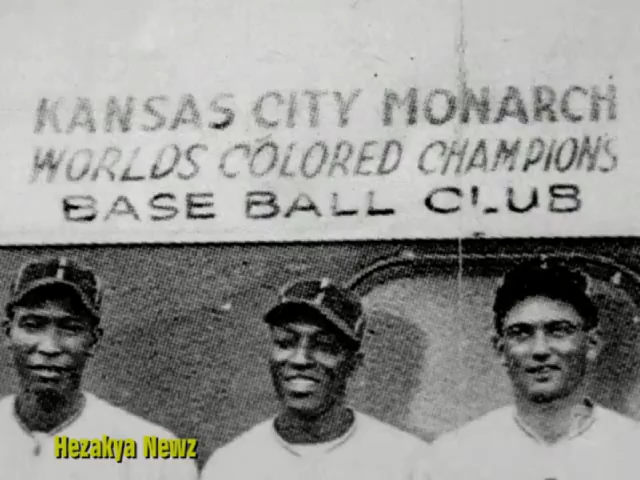 KANSAS CITY MONARCH
WORLDS COLORED CHAMPIONS
BASE BALL CLUB
Hezakya Newz